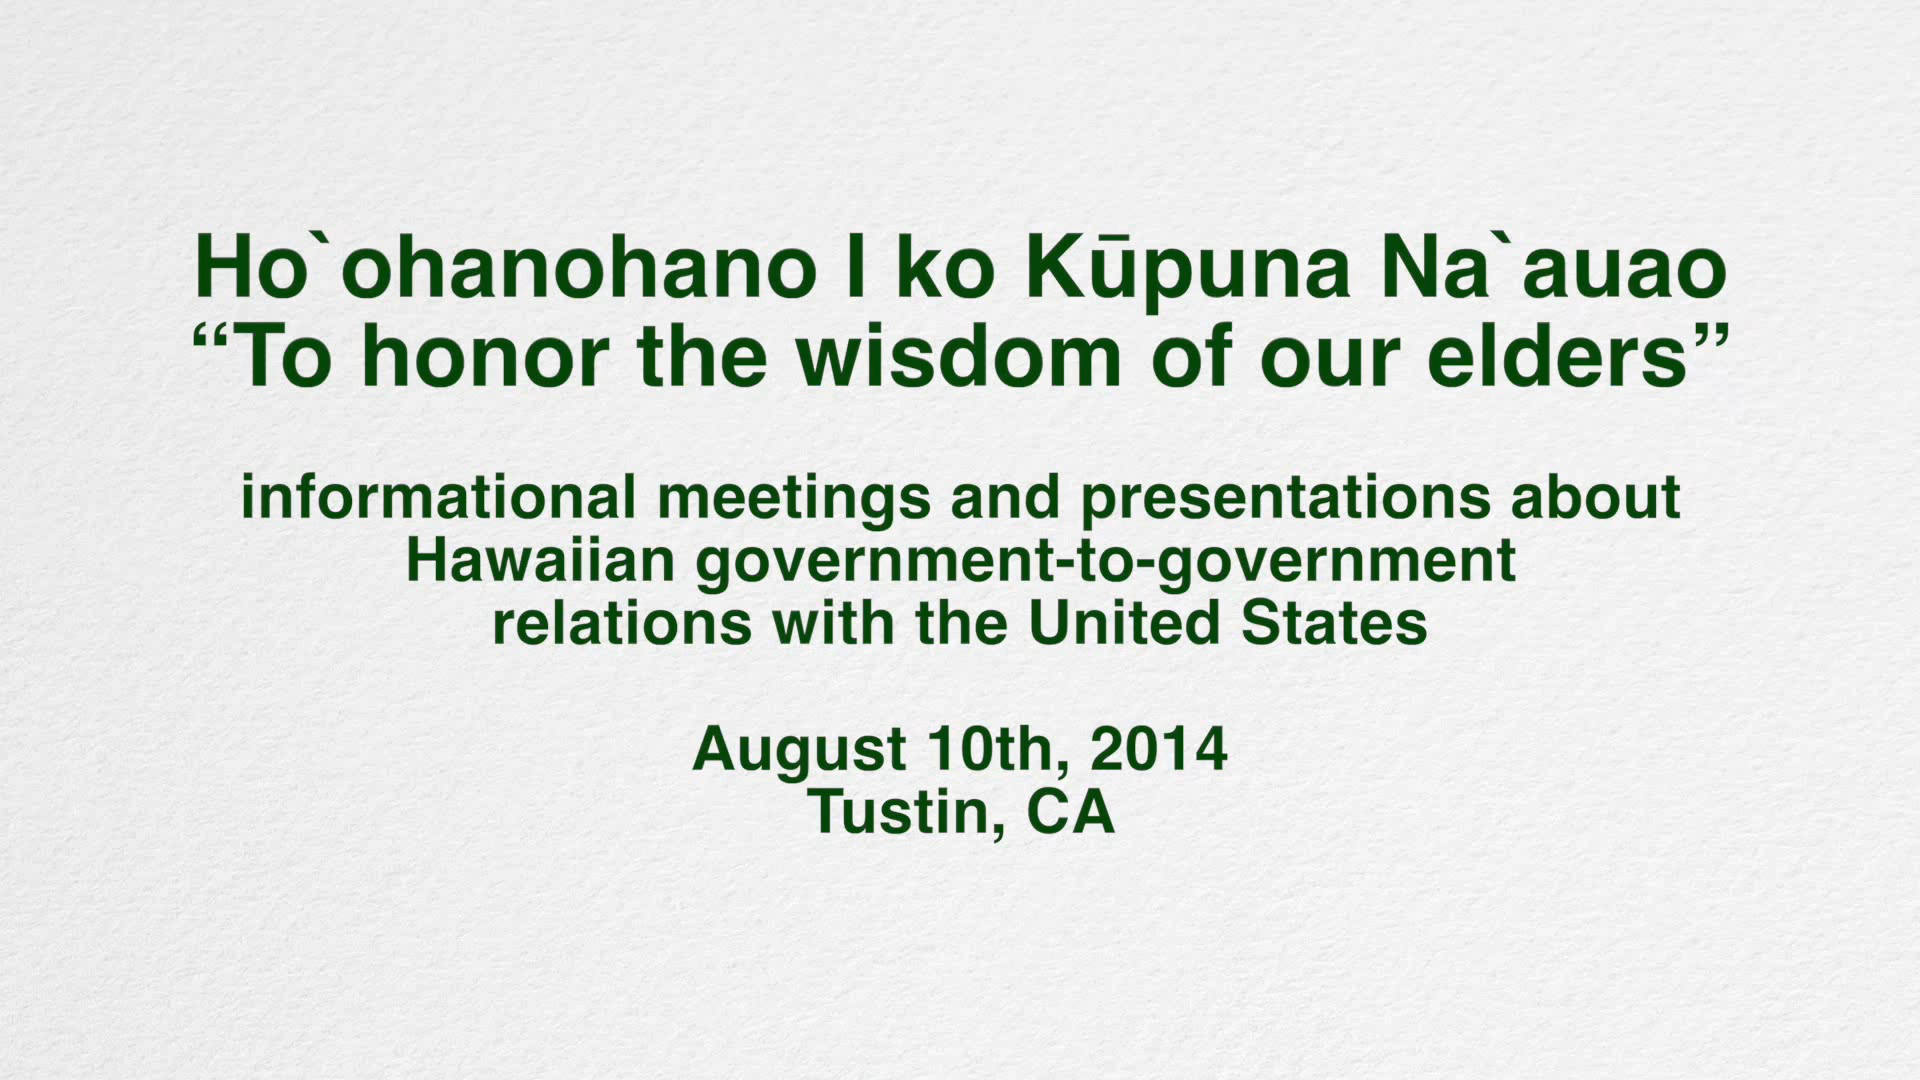 Ho`ohanohano I ko Kūpuna Na`auao
“To honor the wisdom of our elders”
informational meetings and presentations about
Hawaiian government-to-government
relations with the United States
August 10th, 2014
Tustin, CA